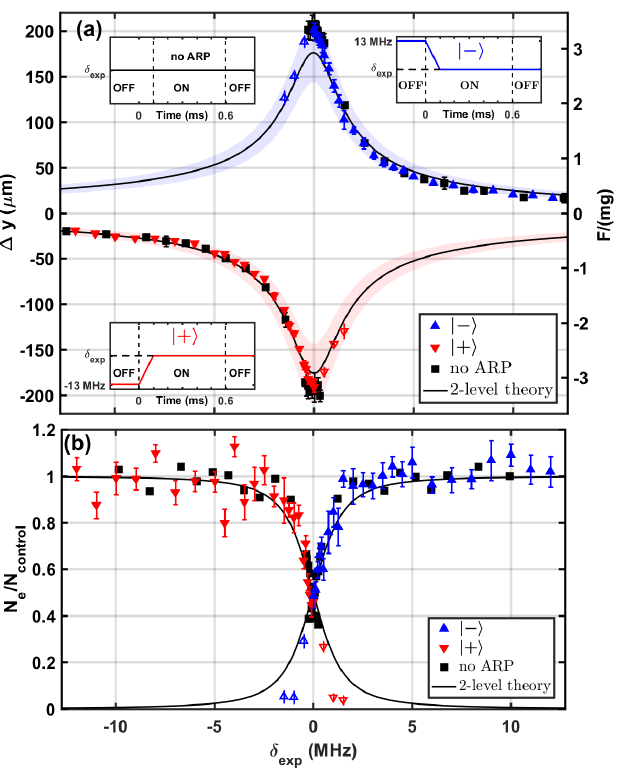 (a)
200
150
100
50
0
-50
-100
-150
-200
Δ y (μm)
3
2
1
0
-1
-2
-3
F/(mg)
no ARP
δexp
OFF ON OFF
0 0.6
Time (ms)
13 MHz
|−⟩
δexp
OFF ON OFF
0 0.6
Time (ms)
|+⟩
δexp
OFF ON OFF
-13 MHz
0 0.6
Time (ms)
|−⟩
|+⟩
no ARP
2-level theory
(b)
1.2
1
0.8
0.6
0.4
0.2
0
Ne/Ncontrol
|−⟩
|+⟩
no ARP
2-level theory
-10 -5 0 5 10
δexp (MHz)